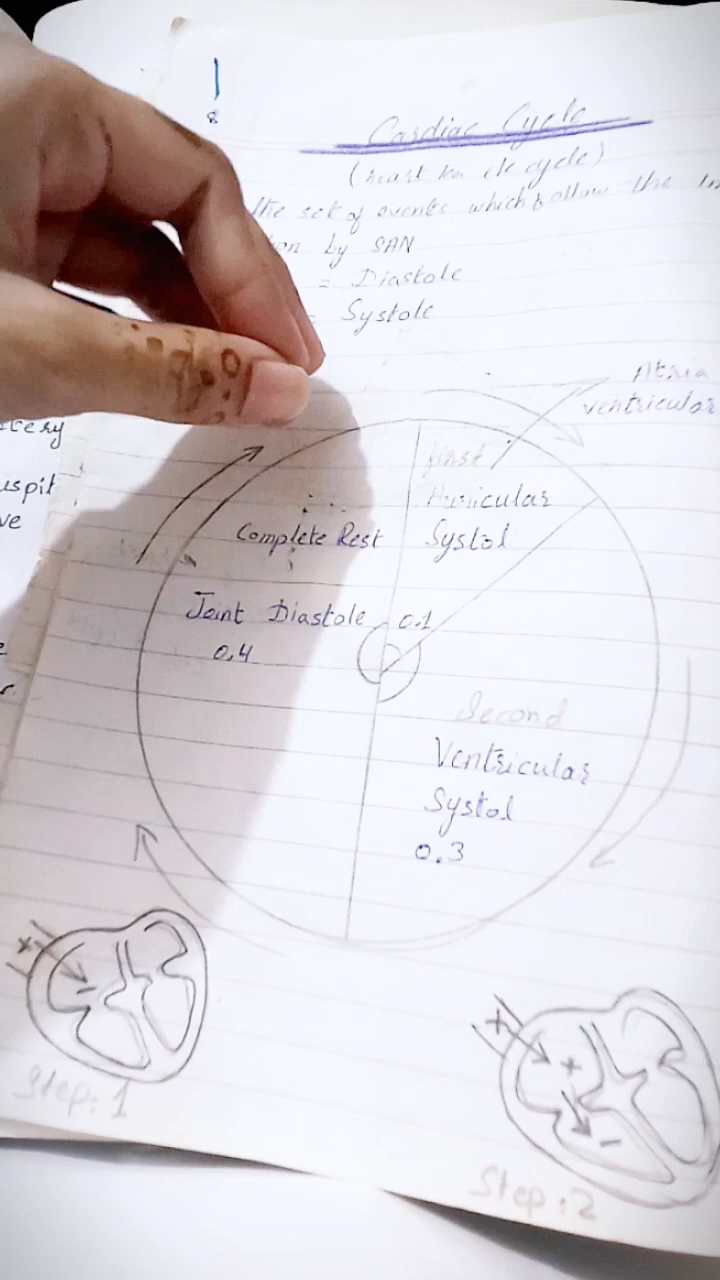 Cardiac Cycle
(heart ka cycle)
the set of events which follow the
by SAN
= Diastole
= Systole
Atria
ventricular
first
Auricular
Systol
Complete Rest
Joint Diastole 0.1
0.4
Second
Ventricular
Systol
0.3
+
-
Step: 1
+
+
-
Step: 2